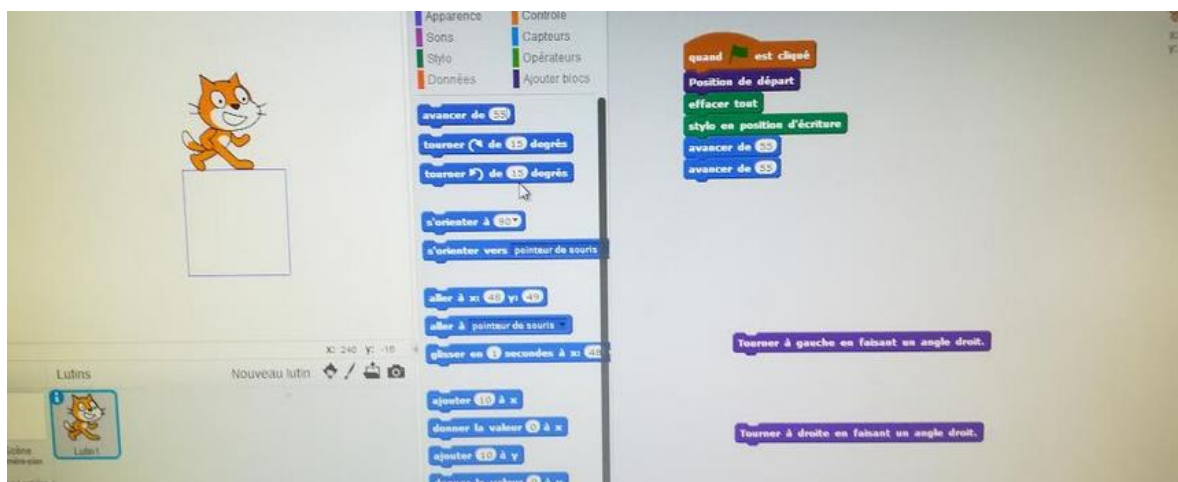 Apparence
Contrôle
Sons
Capteurs
Stylo
Opérateurs
Données
Ajouter blocs
avancer de 55
tourner de 15 degrés
tourner de 15 degrés
s'orienter à 90
s'orienter vers pointeur de souris
aller à x: 48 y: 49
aller à pointeur de souris
glisser en 1 secondes à x: 48
ajouter 10 à x
donner la valeur 0 à x
ajouter 10 à y
quand est cliqué
Position de départ
effacer tout
stylo en position d'écriture
avancer de 55
avancer de 55
Tourner à gauche en faisant un angle droit.
Tourner à droite en faisant un angle droit.
x: 240 y: -16
Lutins
Nouveau lutin
Lutin1
x:
y: